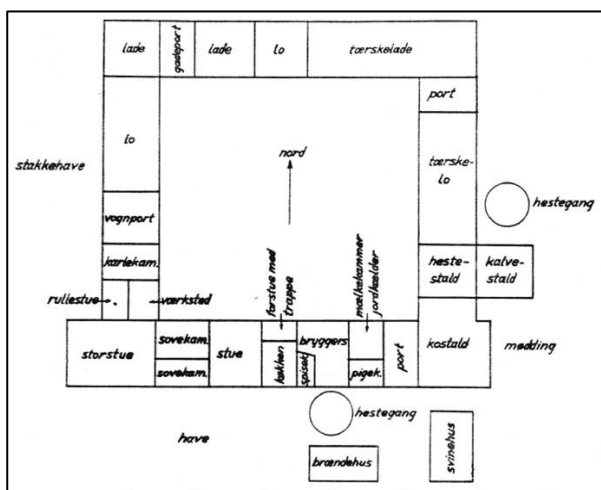 lade
gadeport
lade
lo
tærskelade
port
lo
stakkehave
nord
tærske-
lo
hestegang
vognport
karlekam.
heste-
stald
kalve-
stald
forstue med
trappe
mælkekammer
jordkælder
rullestue
værksted
storstue
sovekam.
sovekam.
stue
køkken
bryggers
spisek.
pigek.
port
kostald
mødding
hestegang
have
brændehus
svinehus